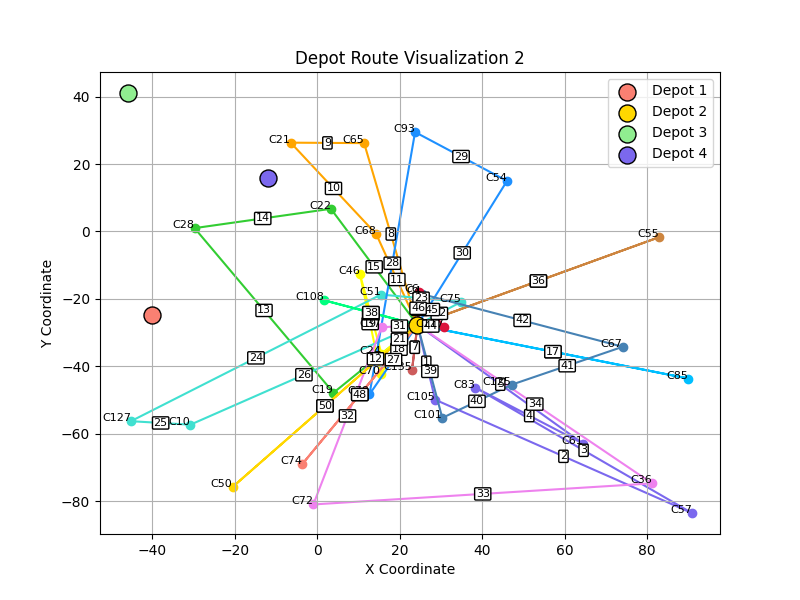 Depot Route Visualization 2
Depot 1
Depot 2
Depot 3
Depot 4
Y Coordinate
X Coordinate
40
20
0
−20
−40
−60
−80
−40
−20
0
20
40
60
80
C93
C21
9
C65
29
C54
10
C22
14
C28
C68
8
C55
30
28
15
C46
11
36
C51
C108
C75
23
13
38
46
45
42
31
21
C67
18
17
24
12
27
7
26
C70
39
41
C85
C19
C83
48
C105
40
50
32
34
4
C127
25
C10
C101
C61
3
2
C74
C50
C36
33
C72
C57